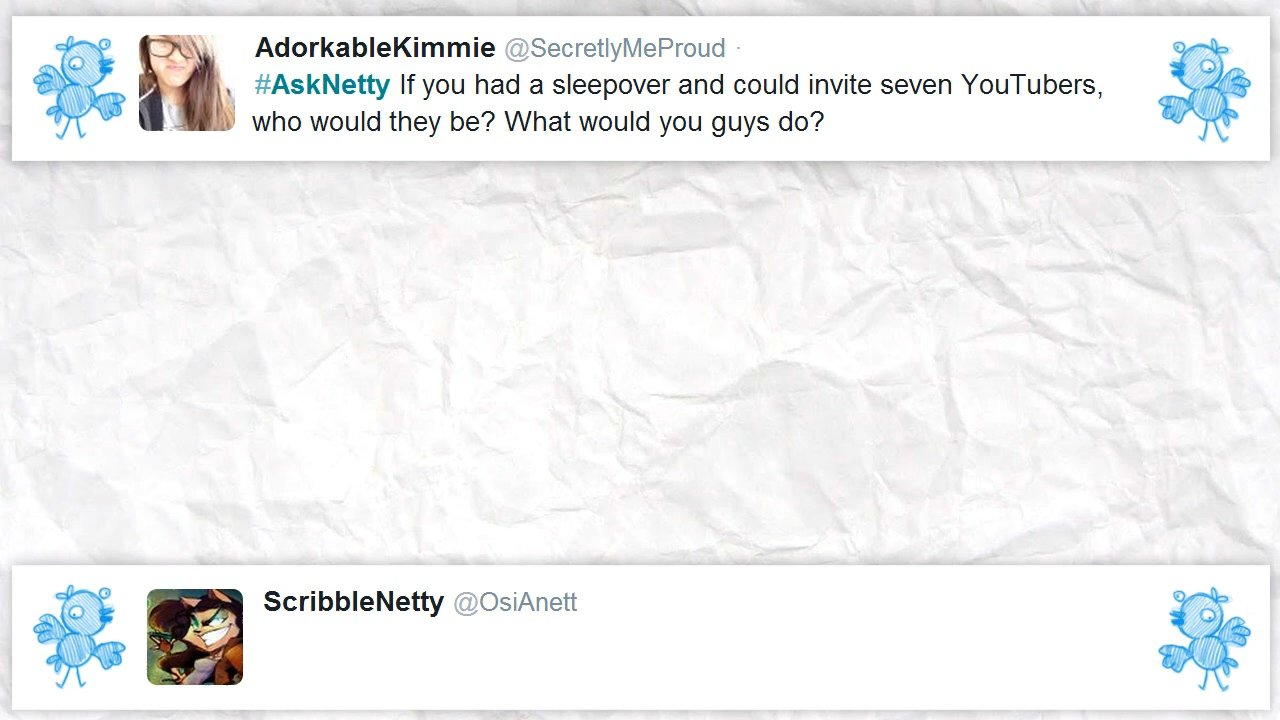 AdorkableKimmie @SecretlyMeProud ·
#AskNetty If you had a sleepover and could invite seven YouTubers,
who would they be? What would you guys do?
ScribbleNetty @OsiAnett